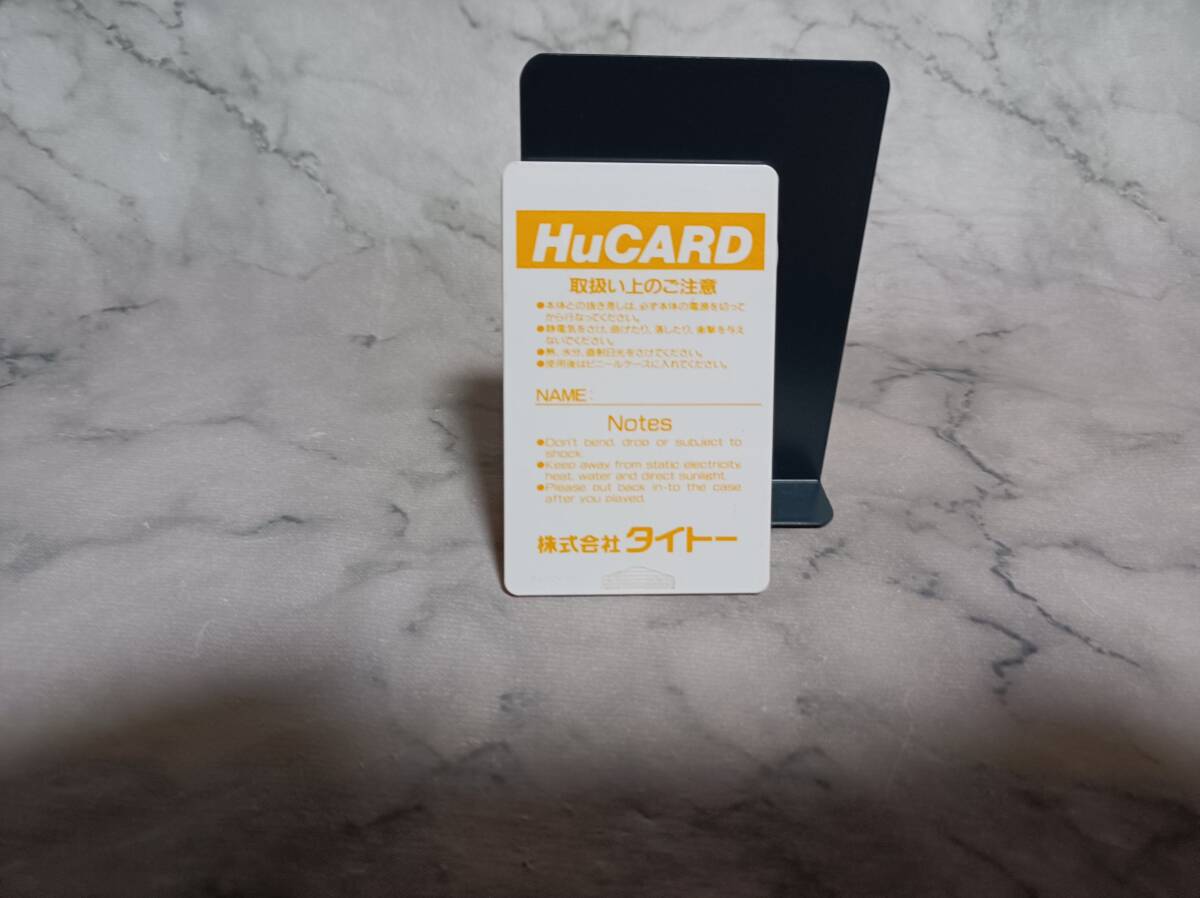 HuCARD
取扱い上のご注意
●本体との抜き差しは、必ず本体の電源を切って
から行なってください。
●静電気をさけ、曲げたり、落したり、衝撃を与え
ないでください。
●熱、水分、直射日光をさけてください。
●使用後はビニールケースに入れてください。
NAME:
Notes
●Don't bend, drop or subject to
shock.
●Keep away from static electricity,
heat, water and direct sunlight.
●Please put back in-to the case
after you played.
株式会社 タイトー